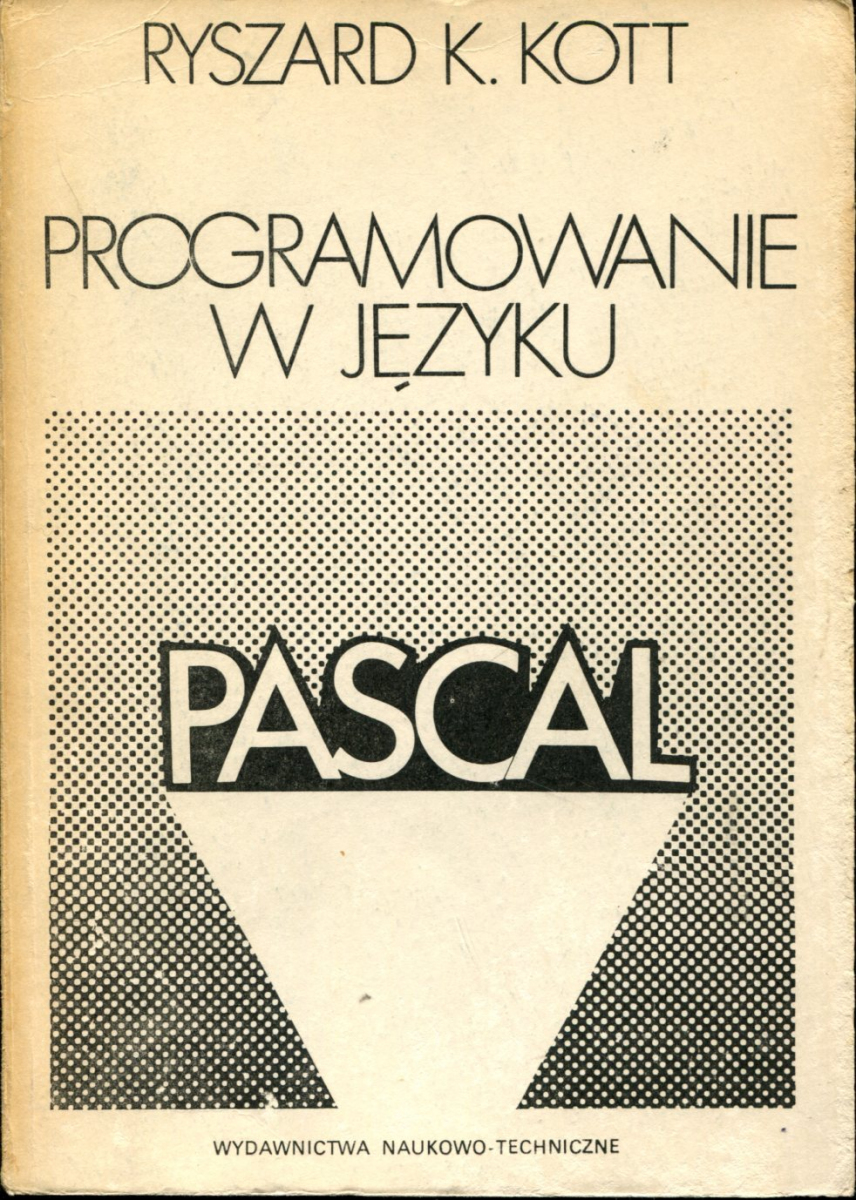 RYSZARD K. KOTT
PROGRAMOWANIE
W JĘZYKU
PASCAL
WYDAWNICTWA NAUKOWO-TECHNICZNE